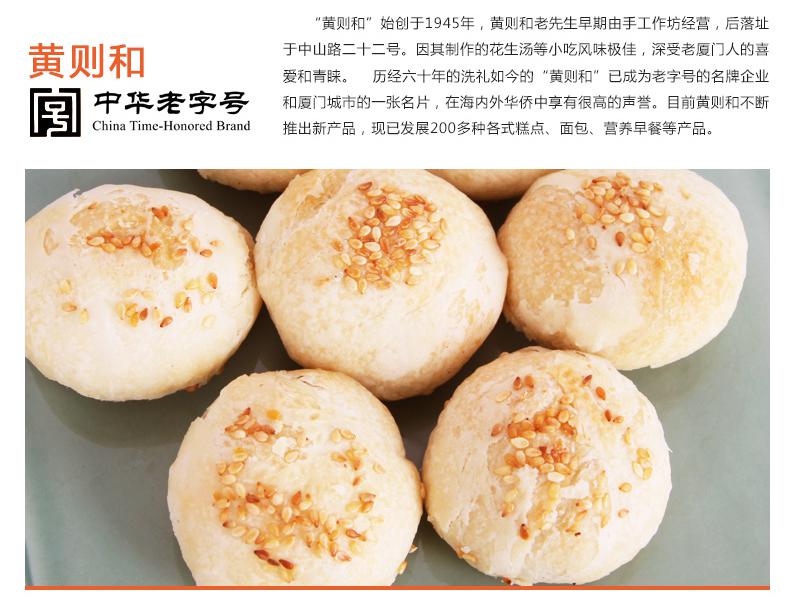 黄则和
中华老字号
China Time-Honored Brand
“黄则和”始创于1945年，黄则和老先生早期由手工作坊经营，后落址
于中山路二十二号。因其制作的花生汤等小吃风味极佳，深受老厦门人的喜
爱和青睐。 历经六十年的洗礼如今的“黄则和”已成为老字号的名牌企业
和厦门城市的一张名片，在海内外华侨中享有很高的声誉。目前黄则和不断
推出新产品，现已发展200多种各式糕点、面包、营养早餐等产品。